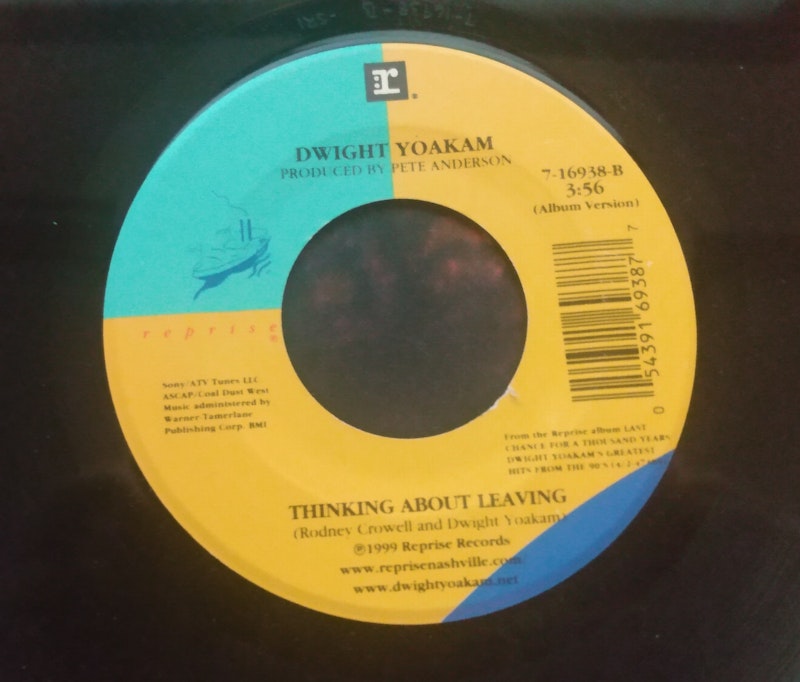 r
DWIGHT YOAKAM
PRODUCED BY PETE ANDERSON
7-16938-B
3:56
(Album Version)
reprise
®
0 54391 69387 7
Sony/ATV Tunes LLC
ASCAP/Coal Dust West
Music administered by
Warner-Tamerlane
Publishing Corp. BMI
From the Reprise album LAST
CHANCE FOR A THOUSAND YEARS
DWIGHT YOAKAM'S GREATEST
HITS FROM THE 90'S
THINKING ABOUT LEAVING
(Rodney Crowell and Dwight Yoakam)
℗1999 Reprise Records
www.reprisenashville.com
www.dwightyoakam.net